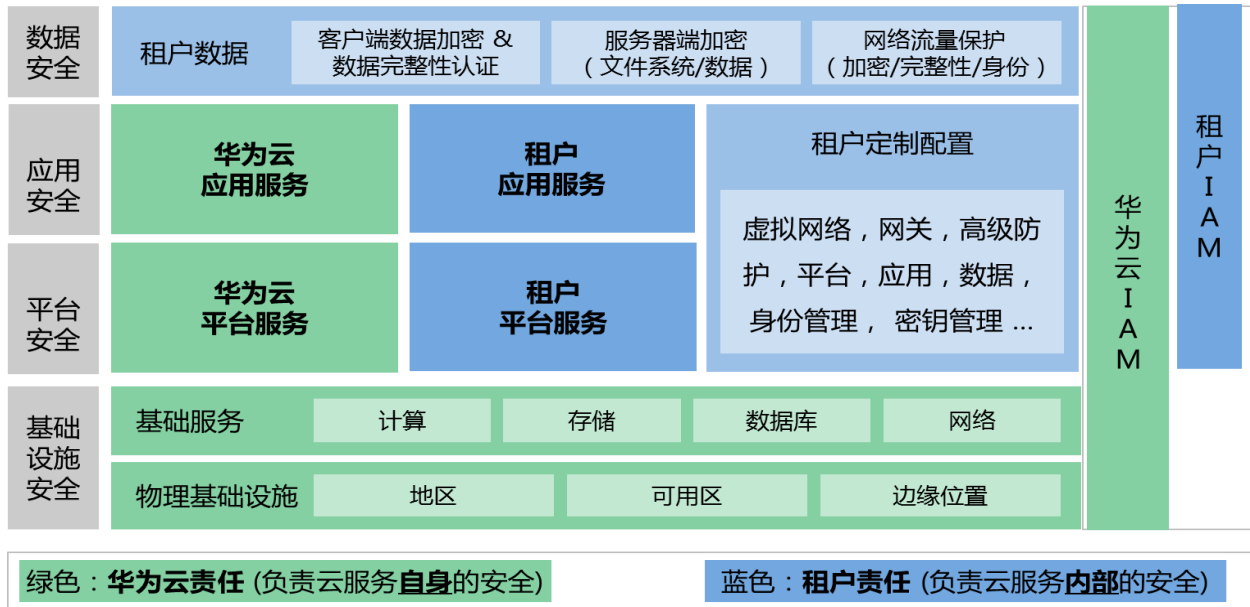 数据
安全
租户数据
客户端数据加密 &
数据完整性认证
服务器端加密
(文件系统/数据)
网络流量保护
(加密/完整性/身份)
应用
安全
华为云
应用服务
租户
应用服务
租户定制配置
虚拟网络，网关，高级防
护，平台，应用，数据，
身份管理， 密钥管理 ...
平台
安全
华为云
平台服务
租户
平台服务
基础
设施
安全
基础服务
计算
存储
数据库
网络
物理基础设施
地区
可用区
边缘位置
华为云IAM
租户IAM
绿色：华为云责任 (负责云服务自身的安全)
蓝色：租户责任 (负责云服务内部的安全)